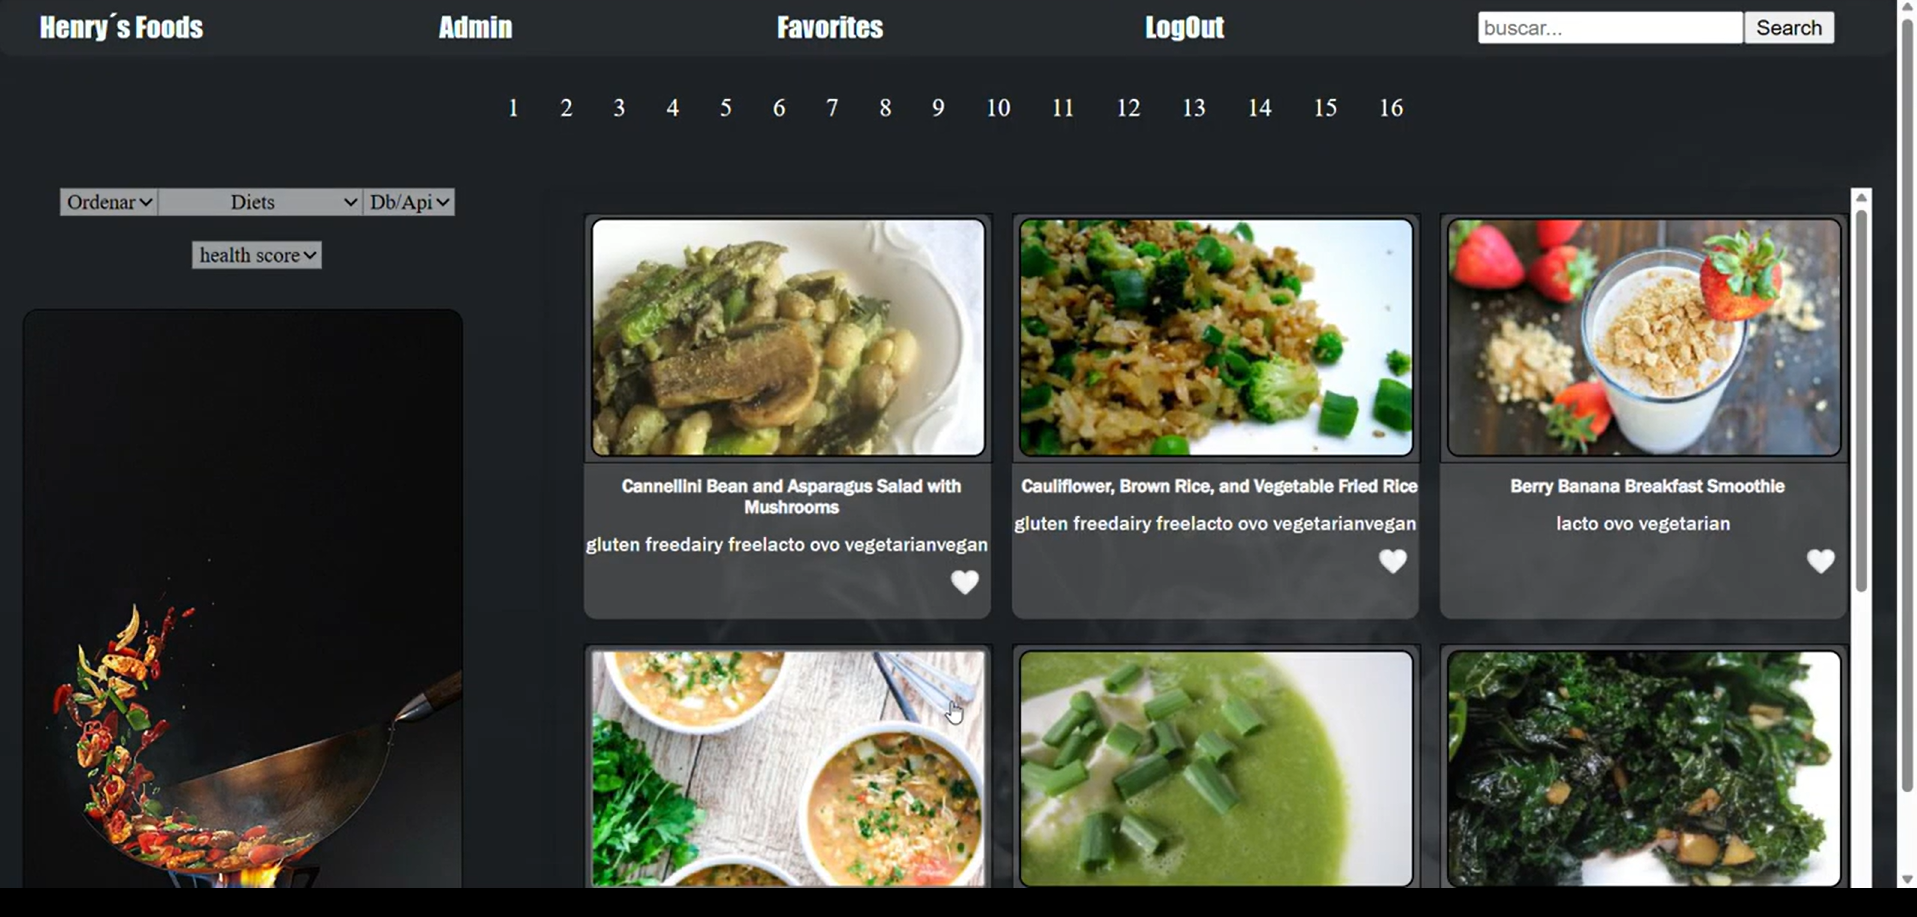 Henry´s Foods Admin Favorites LogOut buscar... Search
1 2 3 4 5 6 7 8 9 10 11 12 13 14 15 16
Ordenar Diets Db/Api
health score
Cannellini Bean and Asparagus Salad with
Mushrooms
gluten freedairy freelacto ovo vegetarianvegan
Cauliflower, Brown Rice, and Vegetable Fried Rice
gluten freedairy freelacto ovo vegetarianvegan
Berry Banana Breakfast Smoothie
lacto ovo vegetarian